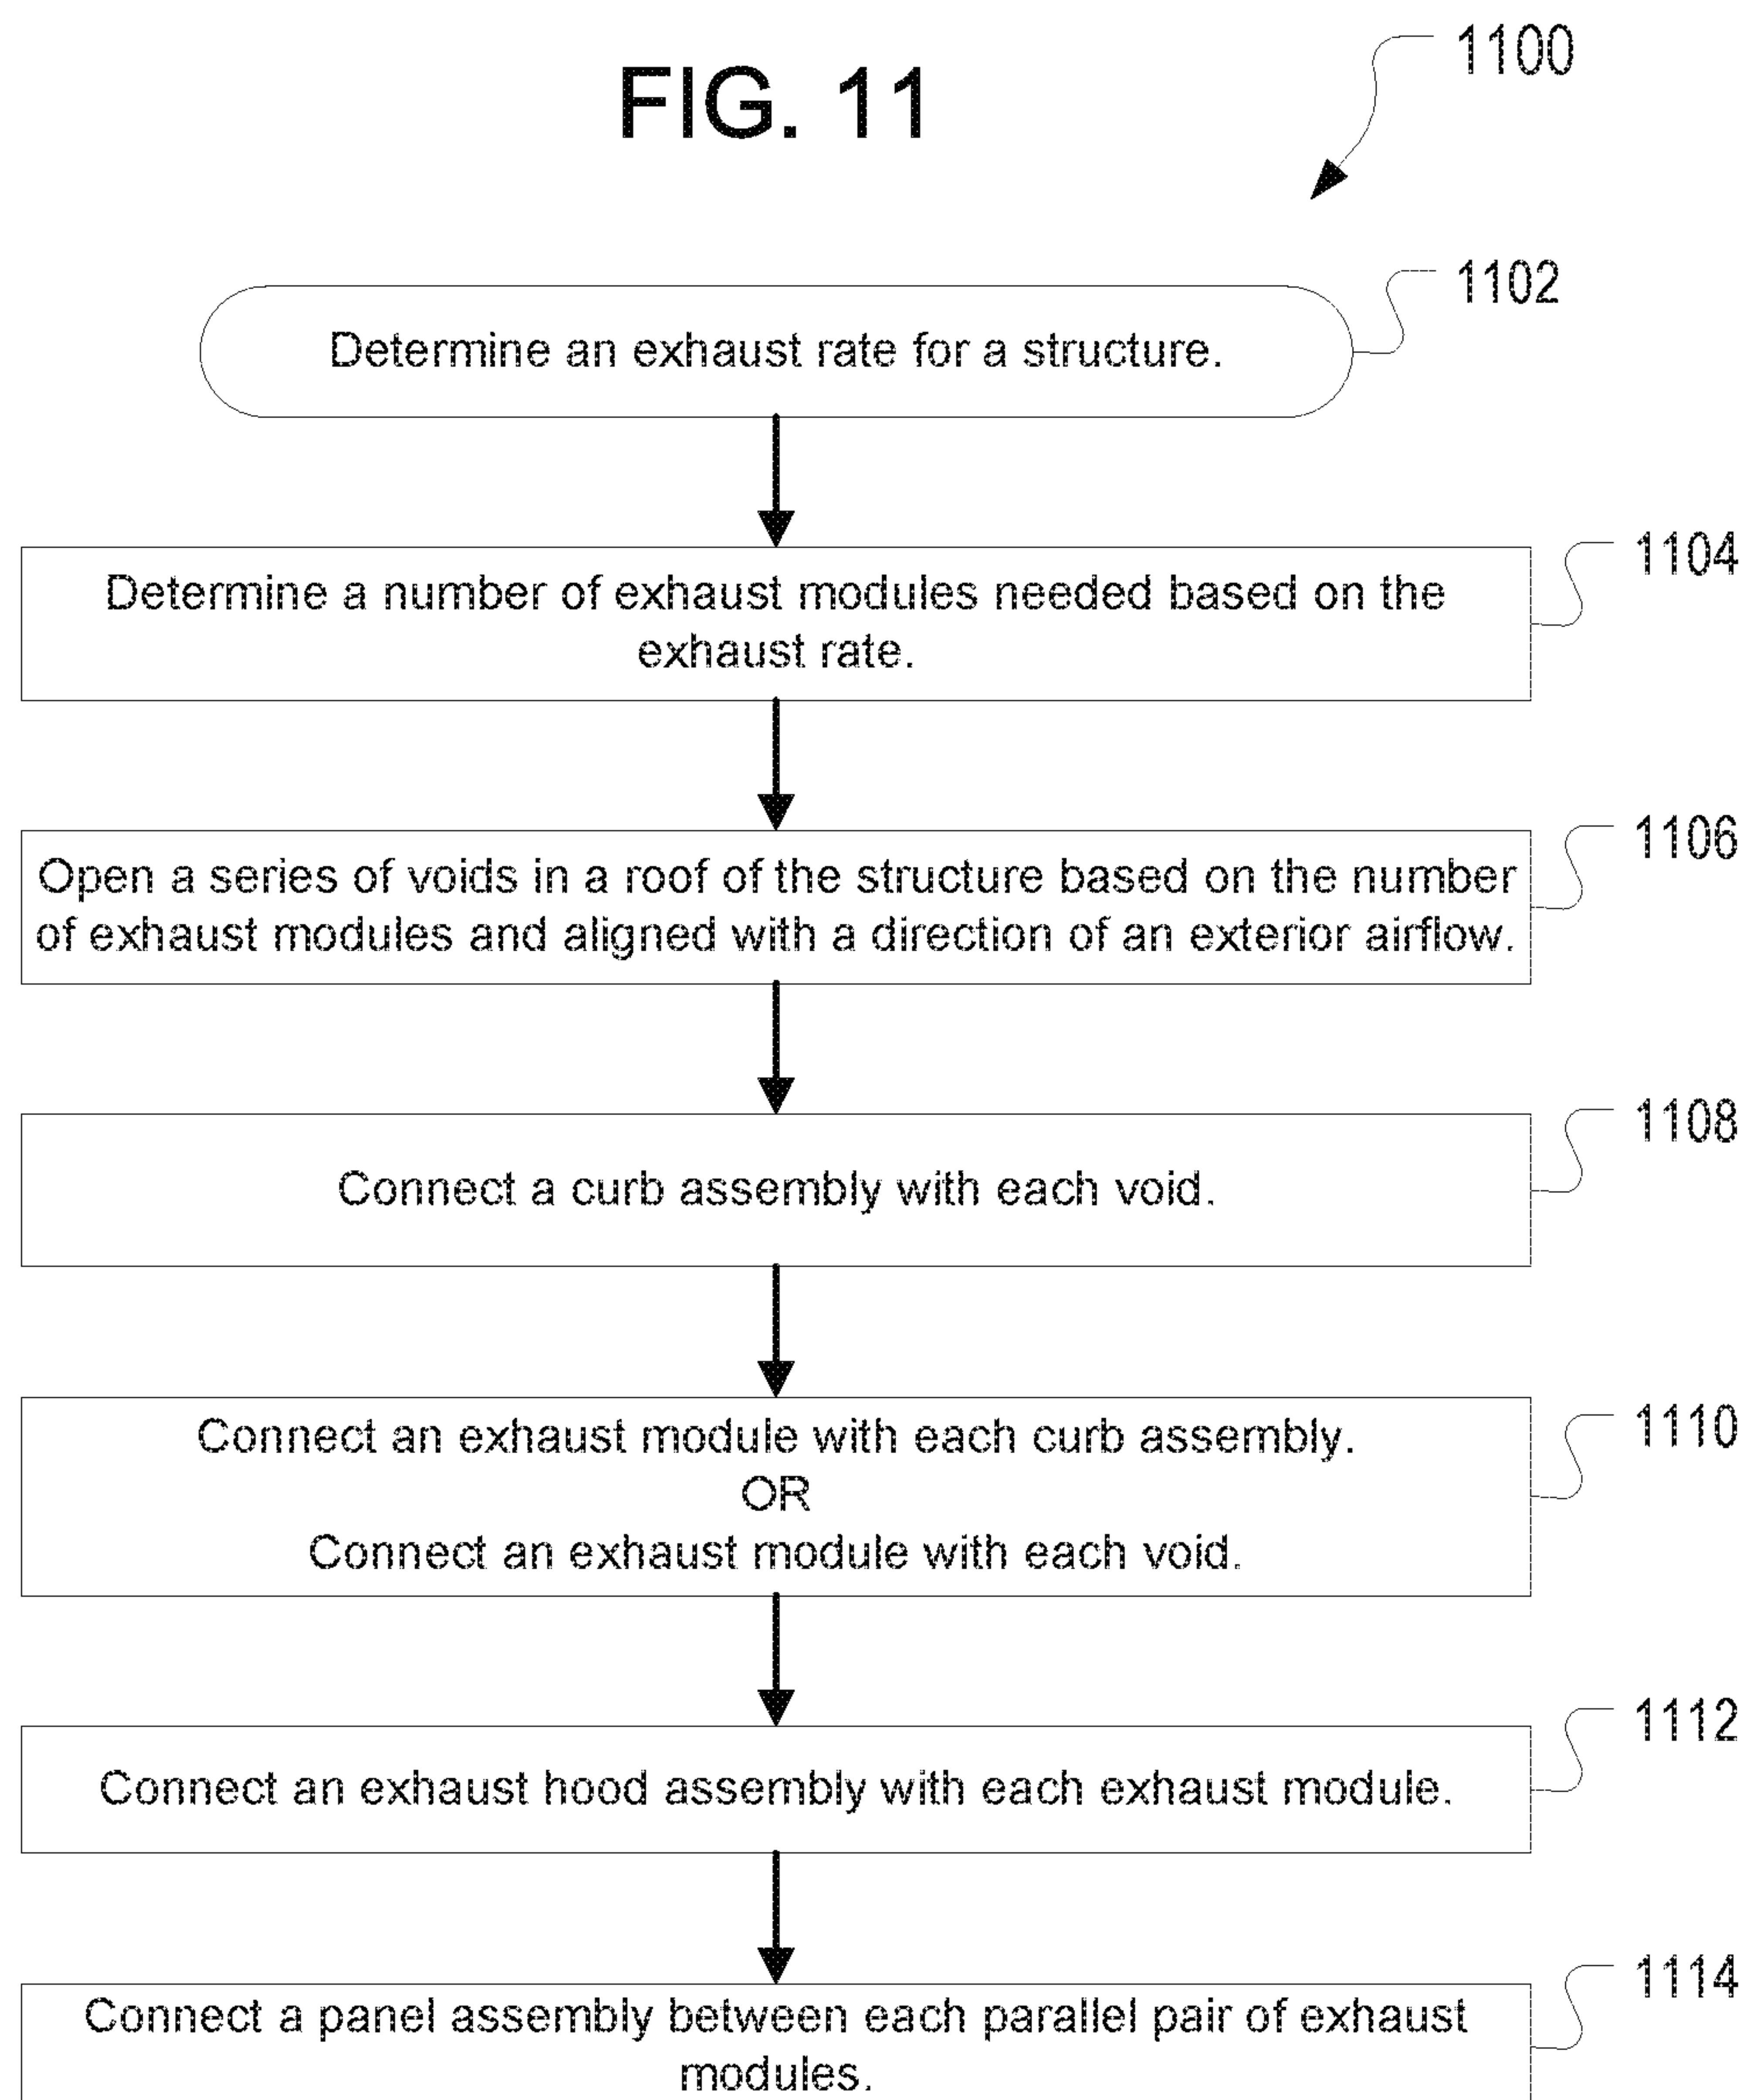 FIG. 11
1100
1102
Determine an exhaust rate for a structure.
1104
Determine a number of exhaust modules needed based on the
exhaust rate.
1106
Open a series of voids in a roof of the structure based on the number
of exhaust modules and aligned with a direction of an exterior airflow.
1108
Connect a curb assembly with each void.
1110
Connect an exhaust module with each curb assembly.
OR
Connect an exhaust module with each void.
1112
Connect an exhaust hood assembly with each exhaust module.
1114
Connect a panel assembly between each parallel pair of exhaust
modules.